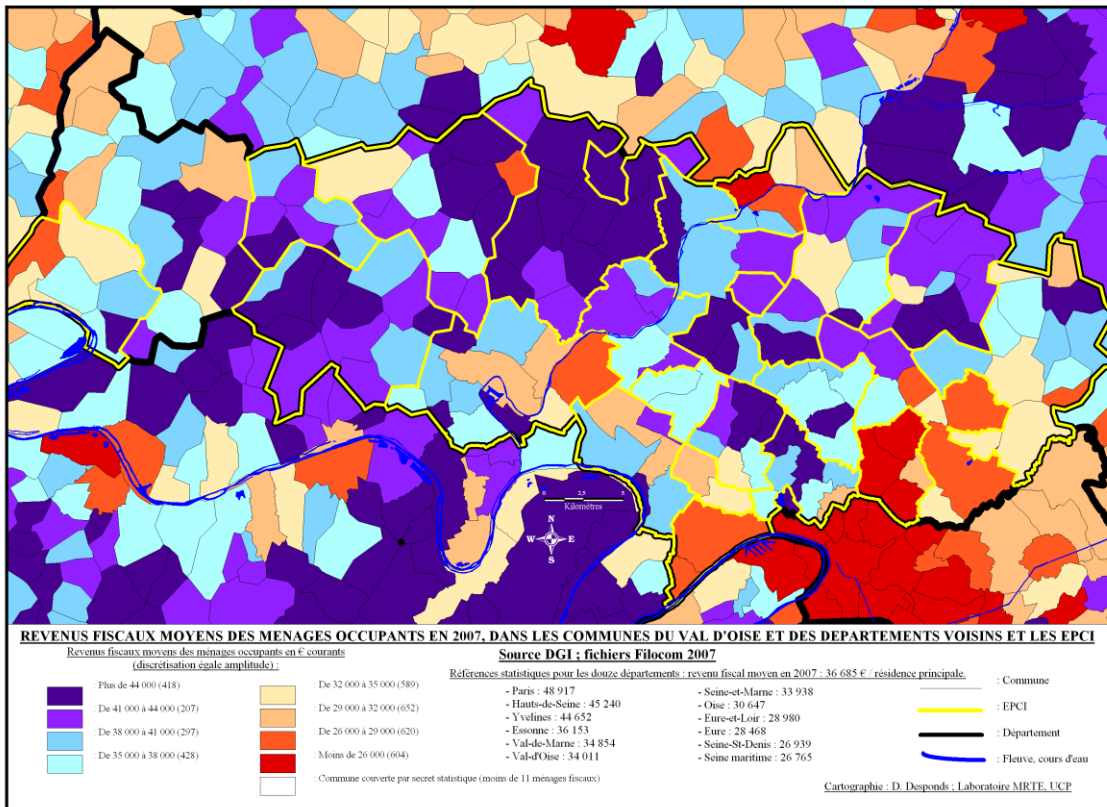 0 2,5 5
Kilomètres
N
W E
S
REVENUS FISCAUX MOYENS DES MENAGES OCCUPANTS EN 2007, DANS LES COMMUNES DU VAL D'OISE ET DES DEPARTEMENTS VOISINS ET LES EPCI
Revenus fiscaux moyens des ménages occupants en € courants
(discrétisation égale amplitude) :
: Plus de 44 000 (418)
: De 41 000 à 44 000 (207)
: De 38 000 à 41 000 (297)
: De 35 000 à 38 000 (428)
: De 32 000 à 35 000 (589)
: De 29 000 à 32 000 (652)
: De 26 000 à 29 000 (620)
: Moins de 26 000 (604)
: Commune couverte par secret statistique (moins de 11 ménages fiscaux)
Source DGI ; fichiers Filocom 2007
Références statistiques pour les douze départements : revenu fiscal moyen en 2007 : 36 685 € / résidence principale.
- Paris : 48 917
- Hauts-de-Seine : 45 240
- Yvelines : 44 652
- Essonne : 36 153
- Val-de-Marne : 34 854
- Val-d'Oise : 34 011
- Seine-et-Marne : 33 938
- Oise : 30 647
- Eure-et-Loir : 28 980
- Eure : 28 468
- Seine-St-Denis : 26 939
- Seine maritime : 26 765
: Commune
: EPCI
: Département
: Fleuve, cours d'eau
Cartographie : D. Desponds ; Laboratoire MRTE, UCP